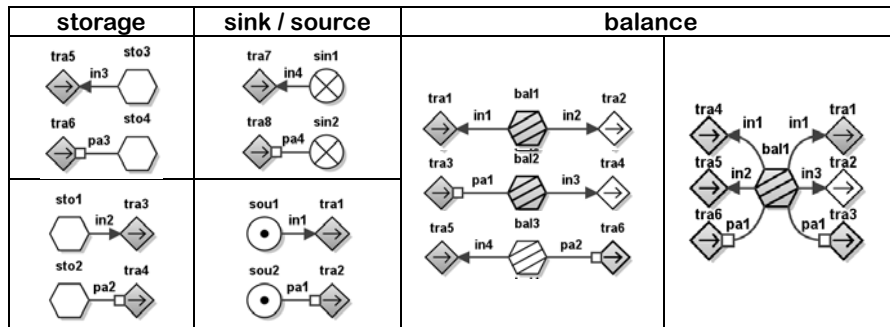 storage
sink / source
balance
tra5 sto3
in3
tra6 sto4
pa3
tra7 sin1
in4
tra8 sin2
pa4
sto1 tra3
in2
sto2 tra4
pa2
sou1 tra1
in1
sou2 tra2
pa1
tra1 bal1 tra2
in1 in2
tra3 bal2 tra4
pa1 in3
tra5 bal3 tra6
in4 pa2
tra4 in1 in1 tra1
bal1
tra5 in2 in3 tra2
tra6 pa1 pa1 tra3